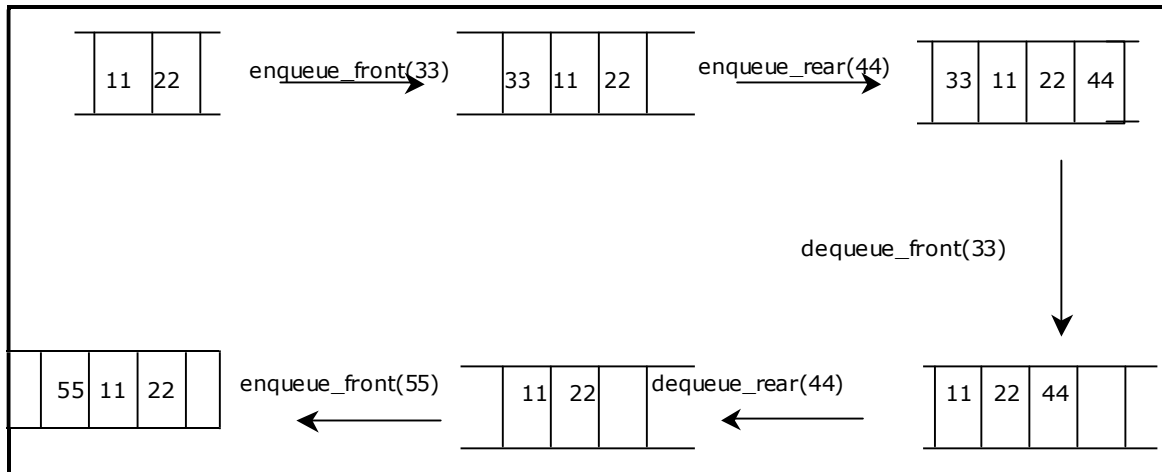 11 22
enqueue_front(33)
33 11 22
enqueue_rear(44)
33 11 22 44
dequeue_front(33)
55 11 22
enqueue_front(55)
11 22
dequeue_rear(44)
11 22 44